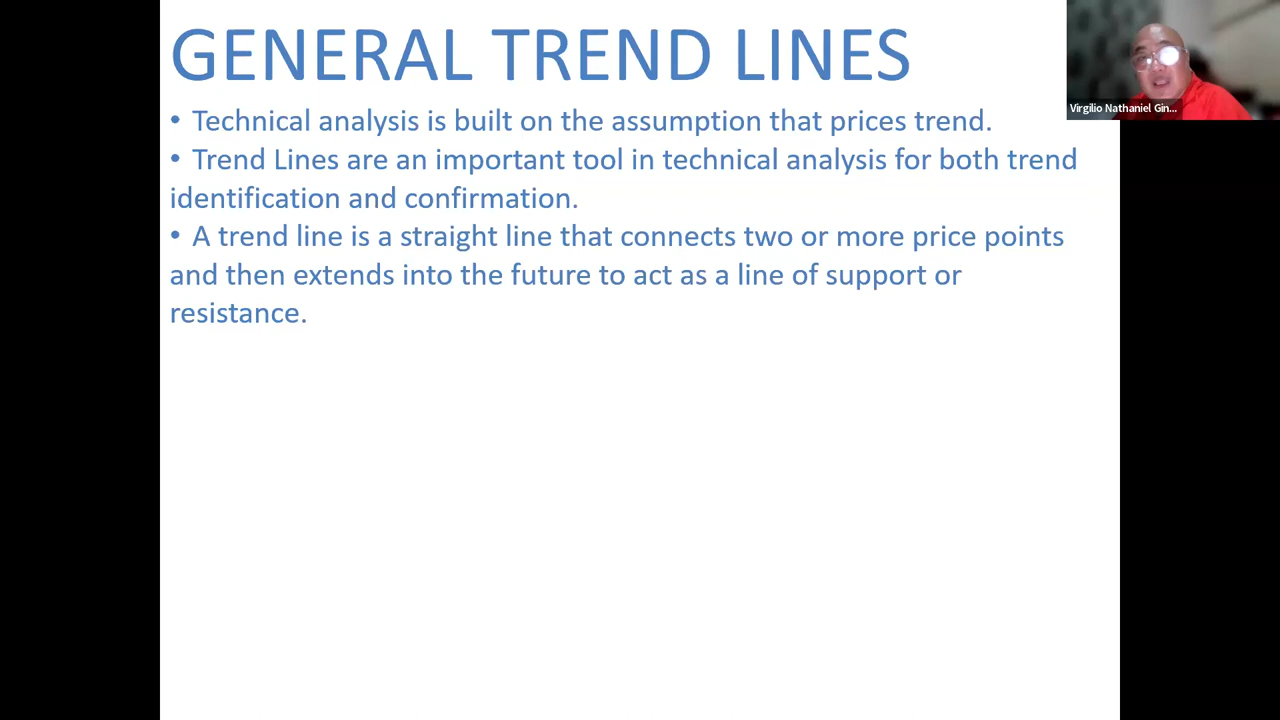 GENERAL TREND LINES
• Technical analysis is built on the assumption that prices trend.
• Trend Lines are an important tool in technical analysis for both trend
identification and confirmation.
• A trend line is a straight line that connects two or more price points
and then extends into the future to act as a line of support or
resistance.
Virgilio Nathaniel Gin...